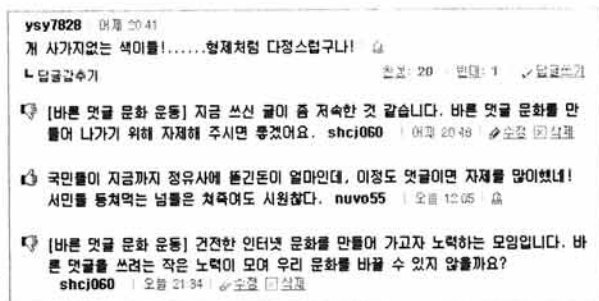 ysy7828 어제 20:41
개 사가지없는 색이들!......형제처럼 다정스럽구나!
ㄴ답글감추기 찬성: 20 반대: 1 답글쓰기
[바른 댓글 문화 운동] 지금 쓰신 글이 좀 저속한 것 같습니다. 바른 댓글 문화를 만
들어 나가기 위해 자제해 주시면 좋겠어요. shcj060 어제 20:48 수정 삭제
국민들이 지금까지 정유사에 뜯긴돈이 얼마인데, 이정도 댓글이면 자제를 많이했네!
서민들 등쳐먹는 넘들은 쳐죽여도 시원찮다. nuvo55 오늘 12:05
[바른 댓글 문화 운동] 건전한 인터넷 문화를 만들어 가고자 노력하는 모임입니다. 바
른 댓글을 쓰려는 작은 노력이 모여 우리 문화를 바꿀 수 있지 않을까요?
shcj060 오늘 21:34 수정 삭제